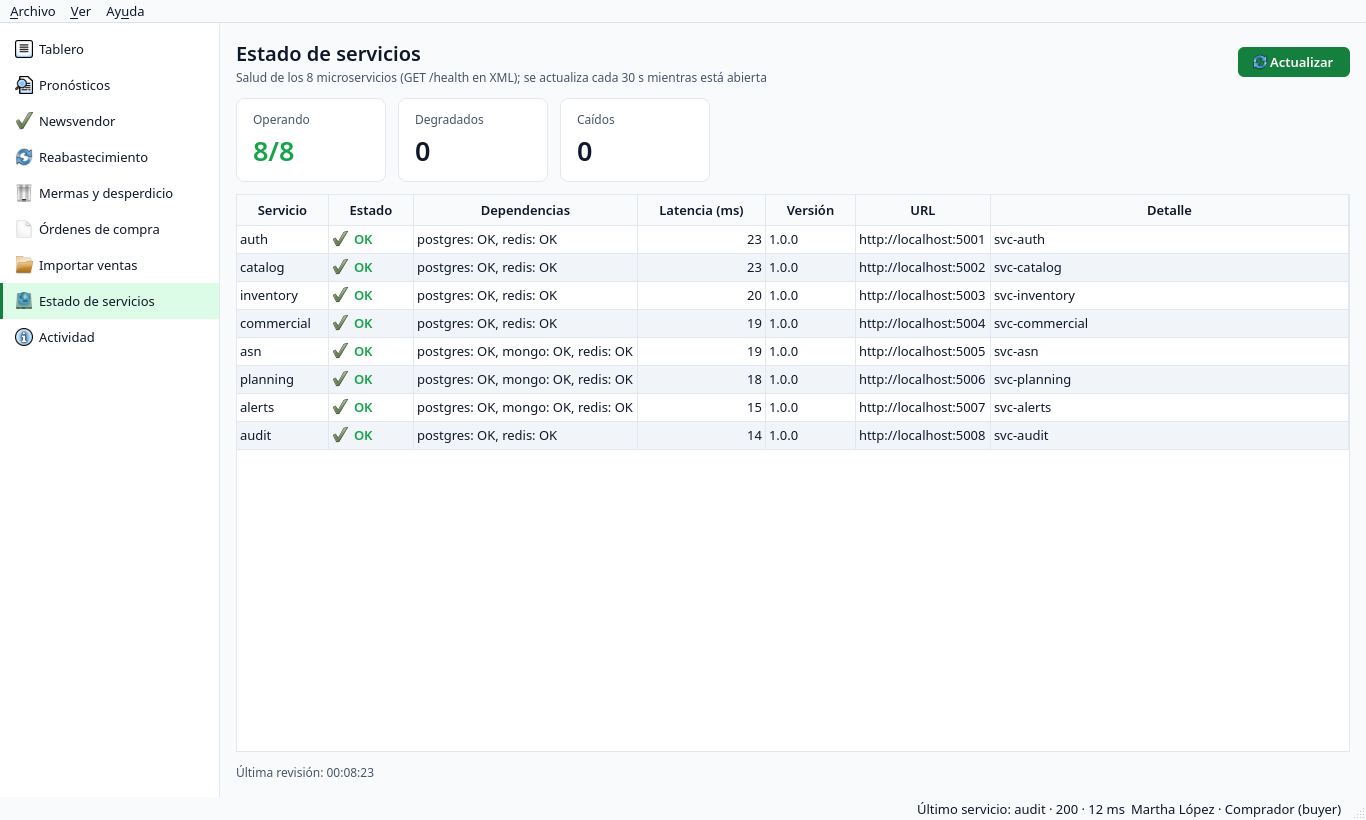 Archivo Ver Ayuda
Tablero
Pronósticos
Newsvendor
Reabastecimiento
Mermas y desperdicio
Órdenes de compra
Importar ventas
Estado de servicios
Actividad
Estado de servicios
Salud de los 8 microservicios (GET /health en XML); se actualiza cada 30 s mientras está abierta
Actualizar
Operando Degradados Caídos
8/8 0 0
Servicio Estado Dependencias Latencia (ms) Versión URL Detalle
auth OK postgres: OK, redis: OK 23 1.0.0 http://localhost:5001 svc-auth
catalog OK postgres: OK, redis: OK 23 1.0.0 http://localhost:5002 svc-catalog
inventory OK postgres: OK, redis: OK 20 1.0.0 http://localhost:5003 svc-inventory
commercial OK postgres: OK, redis: OK 19 1.0.0 http://localhost:5004 svc-commercial
asn OK postgres: OK, mongo: OK, redis: OK 19 1.0.0 http://localhost:5005 svc-asn
planning OK postgres: OK, mongo: OK, redis: OK 18 1.0.0 http://localhost:5006 svc-planning
alerts OK postgres: OK, mongo: OK, redis: OK 15 1.0.0 http://localhost:5007 svc-alerts
audit OK postgres: OK, redis: OK 14 1.0.0 http://localhost:5008 svc-audit
Última revisión: 00:08:23
Último servicio: audit · 200 · 12 ms Martha López · Comprador (buyer)